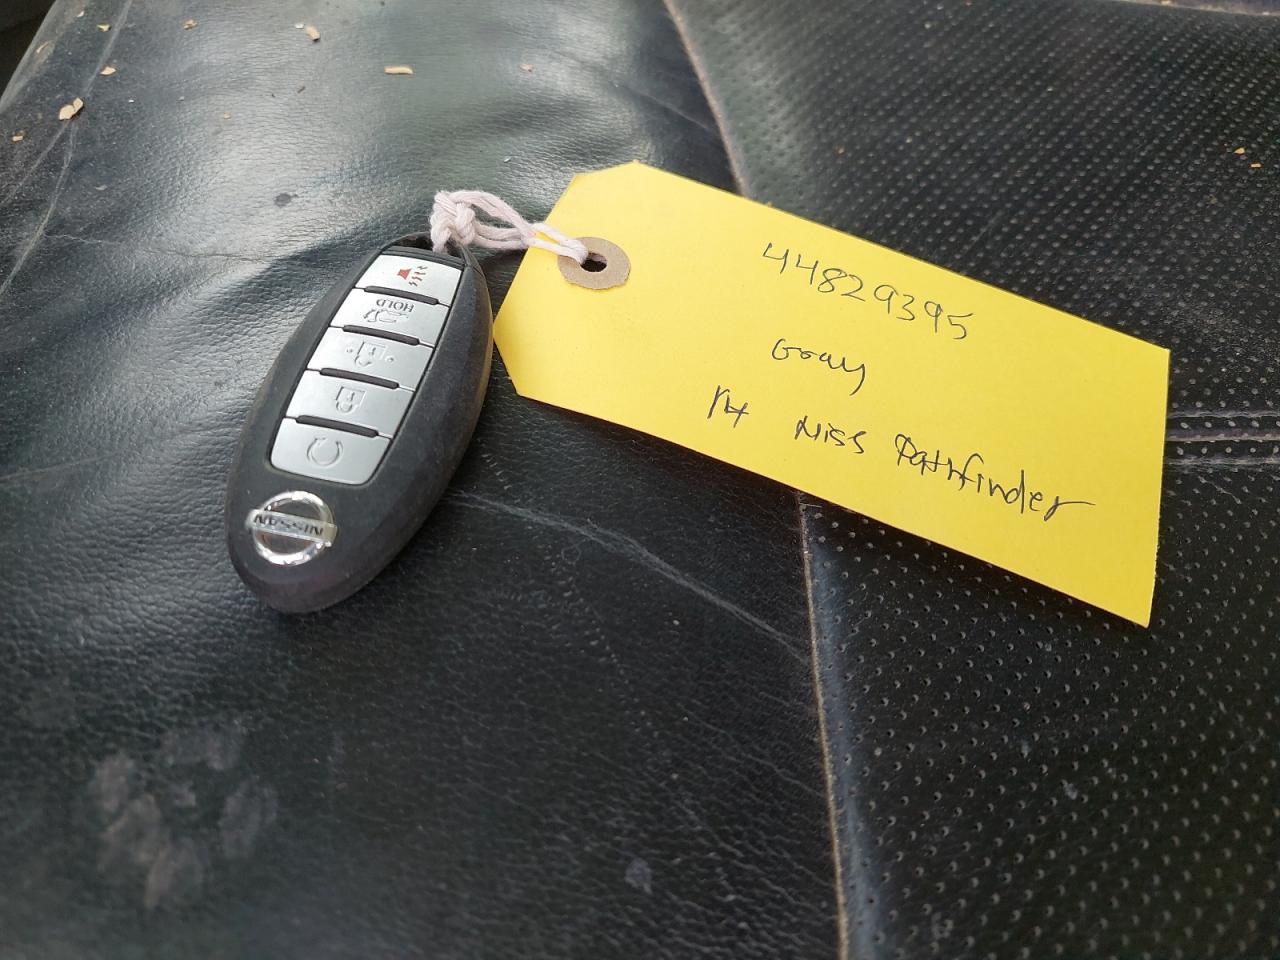 44829395
Gray
14 Niss Pathfinder
HOLD
NISSAN